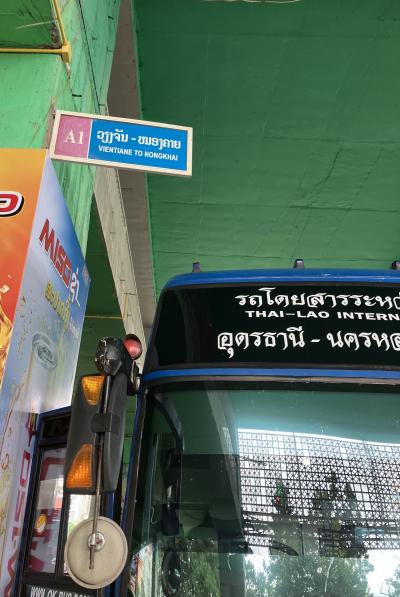 A1
ວຽງຈັນ - ໜອງຄາຍ
VIENTIANE TO NONGKHAI
MISO
รถโดยสารระห
THAI-LAO INTERN
อุดรธานี - นครห